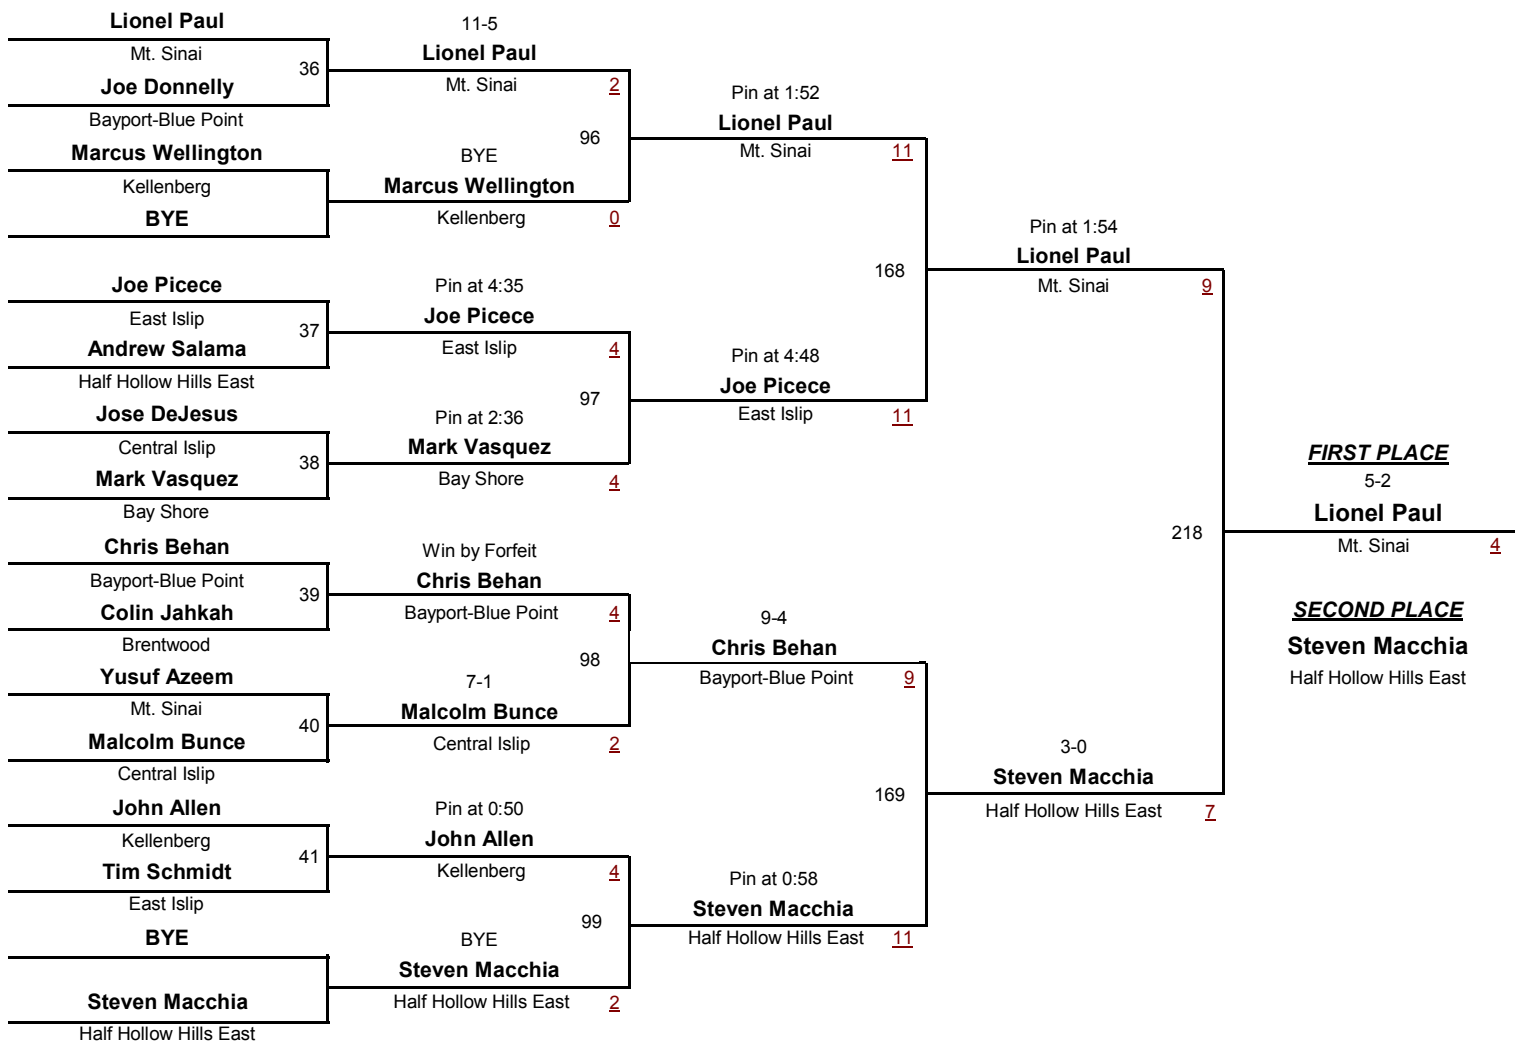 Lionel Paul
Mt. Sinai
36
Joe Donnelly
Bayport-Blue Point
Marcus Wellington
Kellenberg
BYE
Joe Picece
East Islip
37
Andrew Salama
Half Hollow Hills East
Jose DeJesus
Central Islip
38
Mark Vasquez
Bay Shore
Chris Behan
Bayport-Blue Point
39
Colin Jahkah
Brentwood
Yusuf Azeem
Mt. Sinai
40
Malcolm Bunce
Central Islip
John Allen
Kellenberg
41
Tim Schmidt
East Islip
BYE
Steven Macchia
Half Hollow Hills East
11-5
Lionel Paul
Mt. Sinai 2
96
BYE
Marcus Wellington
Kellenberg 0
Pin at 4:35
Joe Picece
East Islip 4
97
Pin at 2:36
Mark Vasquez
Bay Shore 4
Win by Forfeit
Chris Behan
Bayport-Blue Point 4
98
7-1
Malcolm Bunce
Central Islip 2
Pin at 0:50
John Allen
Kellenberg 4
99
BYE
Steven Macchia
Half Hollow Hills East 2
Pin at 1:52
Lionel Paul
Mt. Sinai 11
168
Pin at 4:48
Joe Picece
East Islip 11
9-4
Chris Behan
Bayport-Blue Point 9
169
Pin at 0:58
Steven Macchia
Half Hollow Hills East 11
Pin at 1:54
Lionel Paul
Mt. Sinai 9
218
3-0
Steven Macchia
Half Hollow Hills East 7
FIRST PLACE
5-2
Lionel Paul
Mt. Sinai 4
SECOND PLACE
Steven Macchia
Half Hollow Hills East